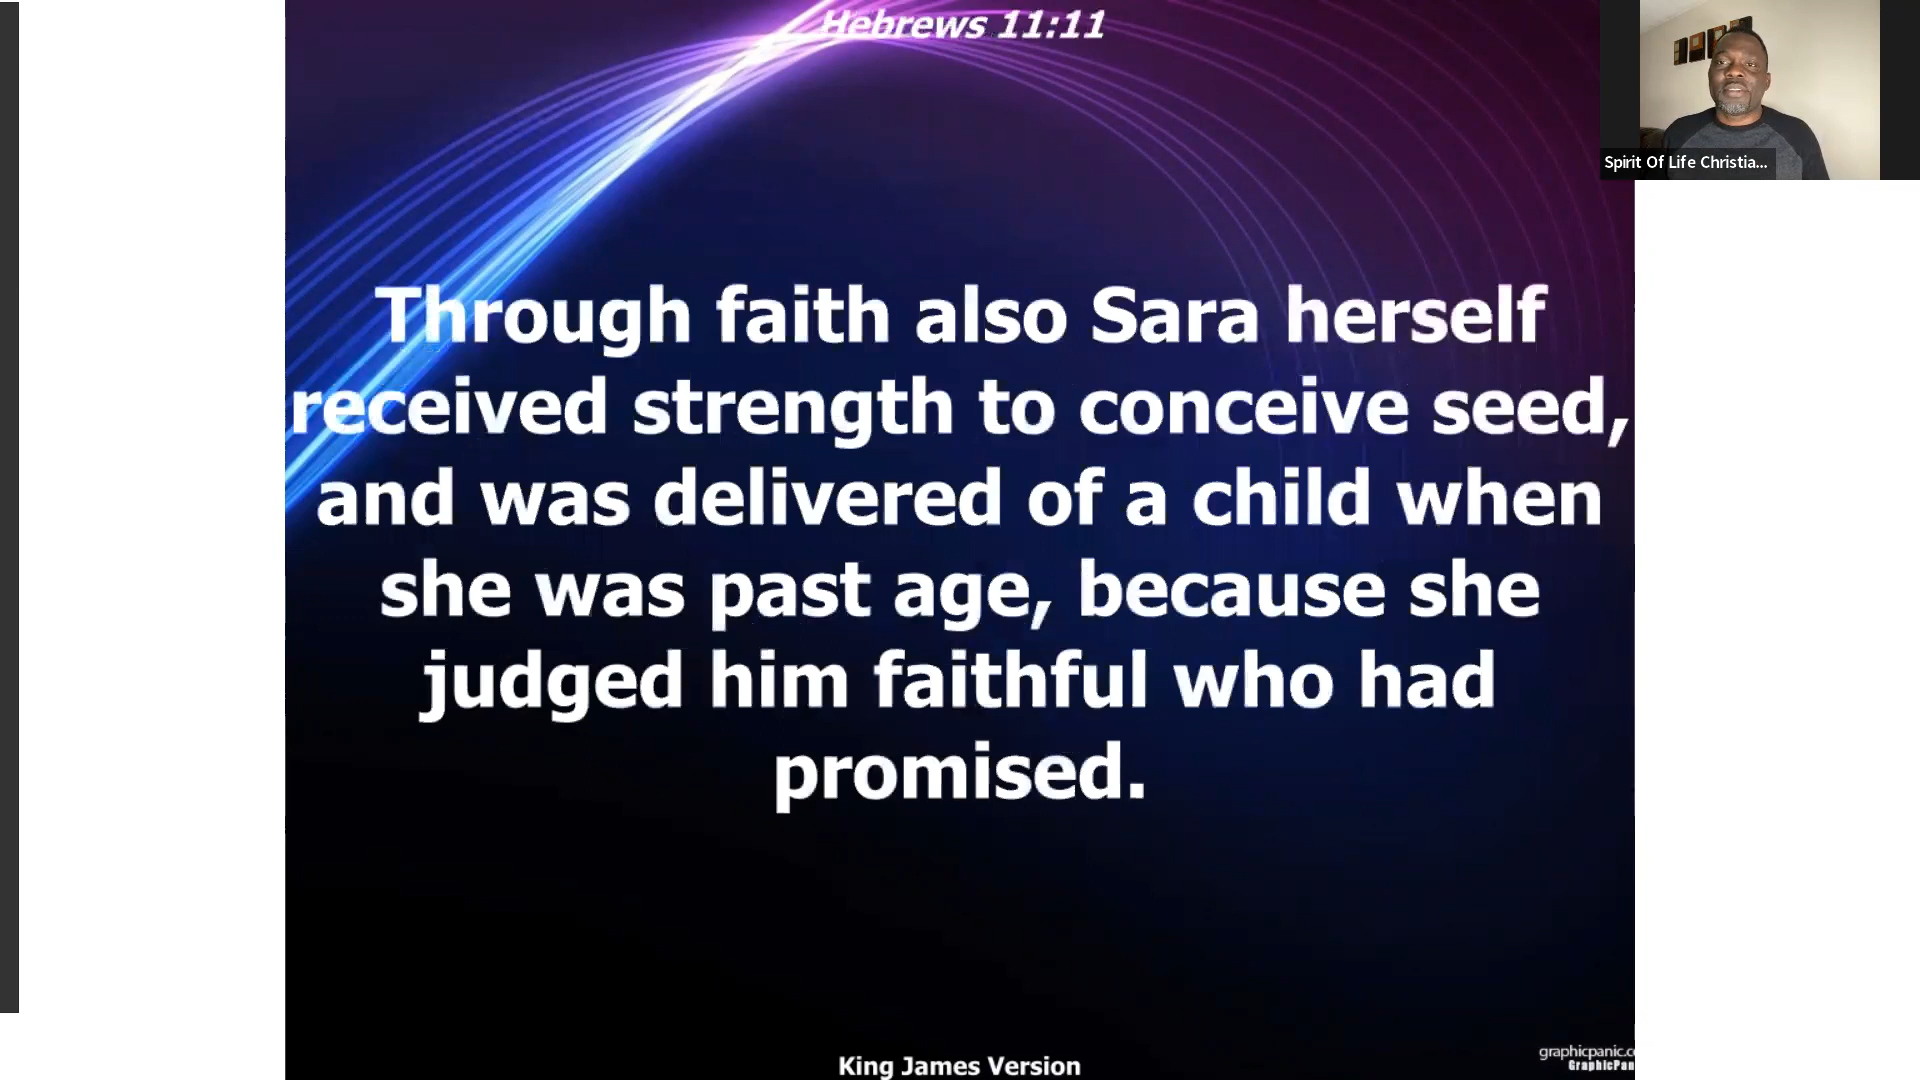 Hebrews 11:11
Spirit Of Life Christia...
Through faith also Sara herself
received strength to conceive seed,
and was delivered of a child when
she was past age, because she
judged him faithful who had
promised.
King James Version
graphicpanic.c
GraphicPan